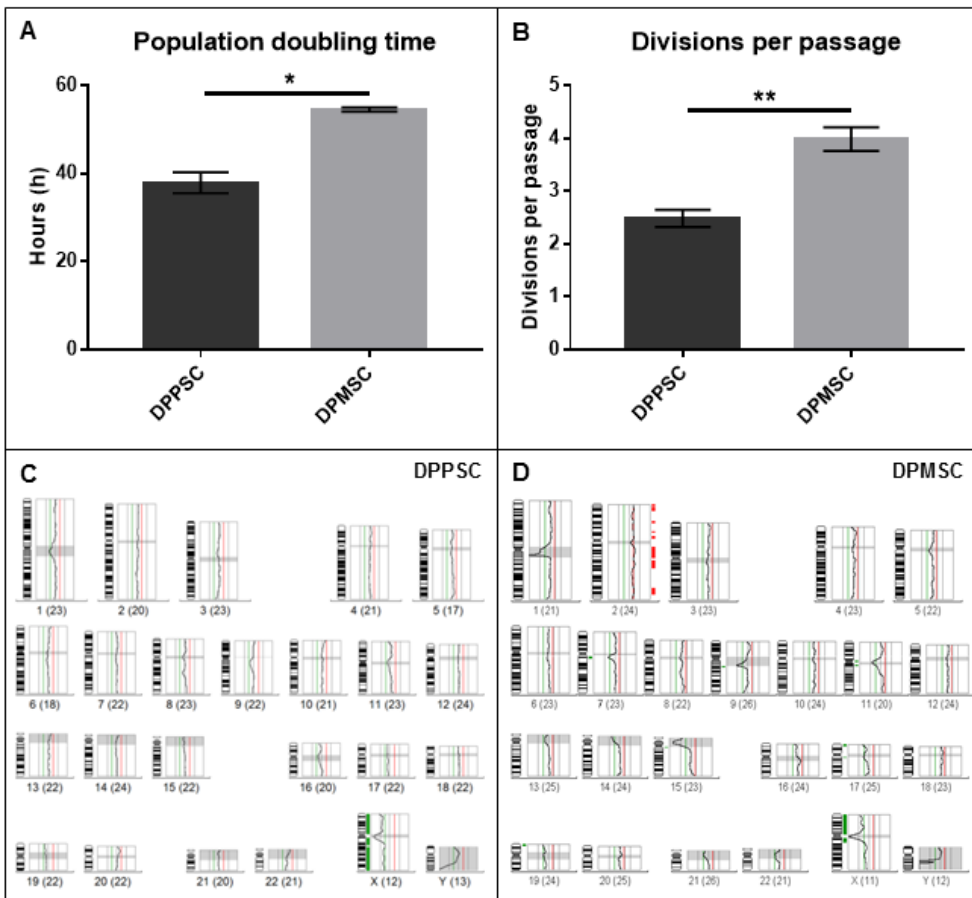 A
Population doubling time
*
Hours (h)
60
40
20
0
DPPSC
DPMSC
B
Divisions per passage
**
Divisions per passage
5
4
3
2
1
0
DPPSC
DPMSC
C
DPPSC
1 (23) 2 (20) 3 (23) 4 (21) 5 (17)
6 (18) 7 (22) 8 (23) 9 (22) 10 (21) 11 (23) 12 (24)
13 (22) 14 (24) 15 (22) 16 (20) 17 (22) 18 (22)
19 (22) 20 (22) 21 (20) 22 (21) X (12) Y (13)
D
DPMSC
1 (21) 2 (24) 3 (23) 4 (23) 5 (22)
6 (23) 7 (23) 8 (22) 9 (26) 10 (24) 11 (20) 12 (24)
13 (25) 14 (24) 15 (23) 16 (24) 17 (25) 18 (23)
19 (24) 20 (25) 21 (26) 22 (21) X (11) Y (12)